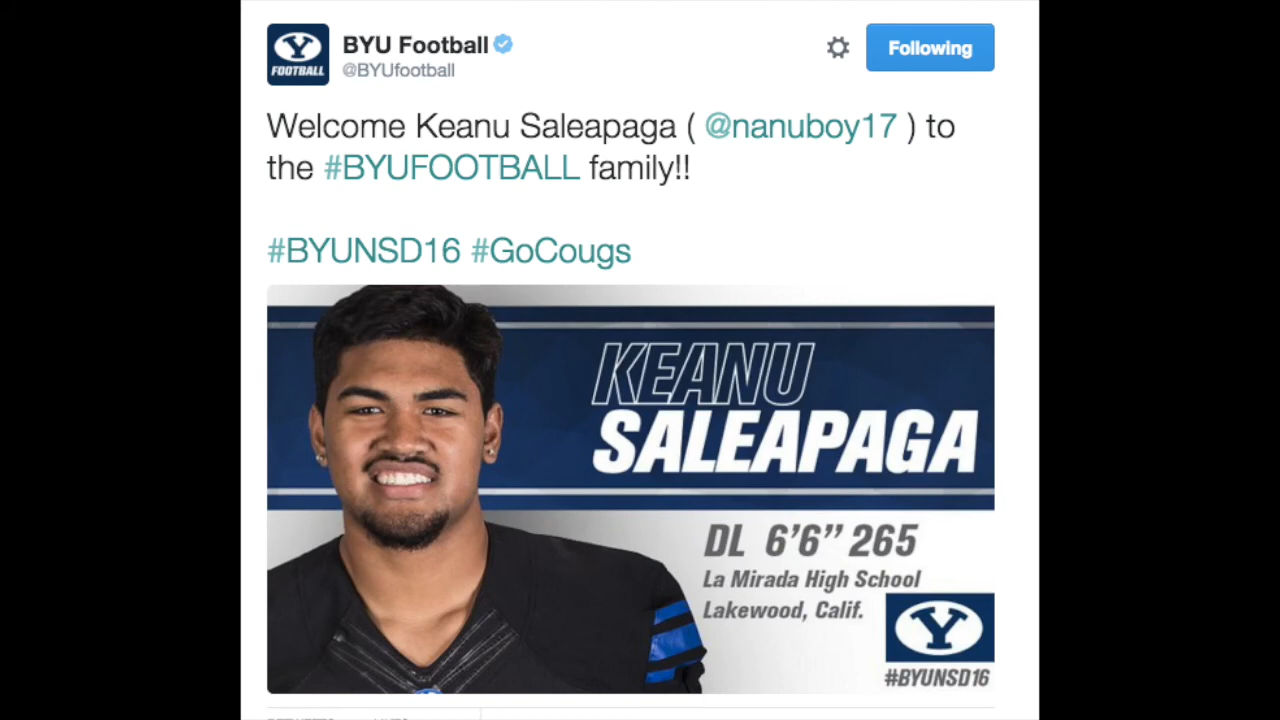 Y
FOOTBALL
BYU Football
@BYUfootball
Following
Welcome Keanu Saleapaga ( @nanuboy17 ) to
the #BYUFOOTBALL family!!
#BYUNSD16 #GoCougs
KEANU
SALEAPAGA
DL 6'6” 265
La Mirada High School
Lakewood, Calif.
Y
#BYUNSD16